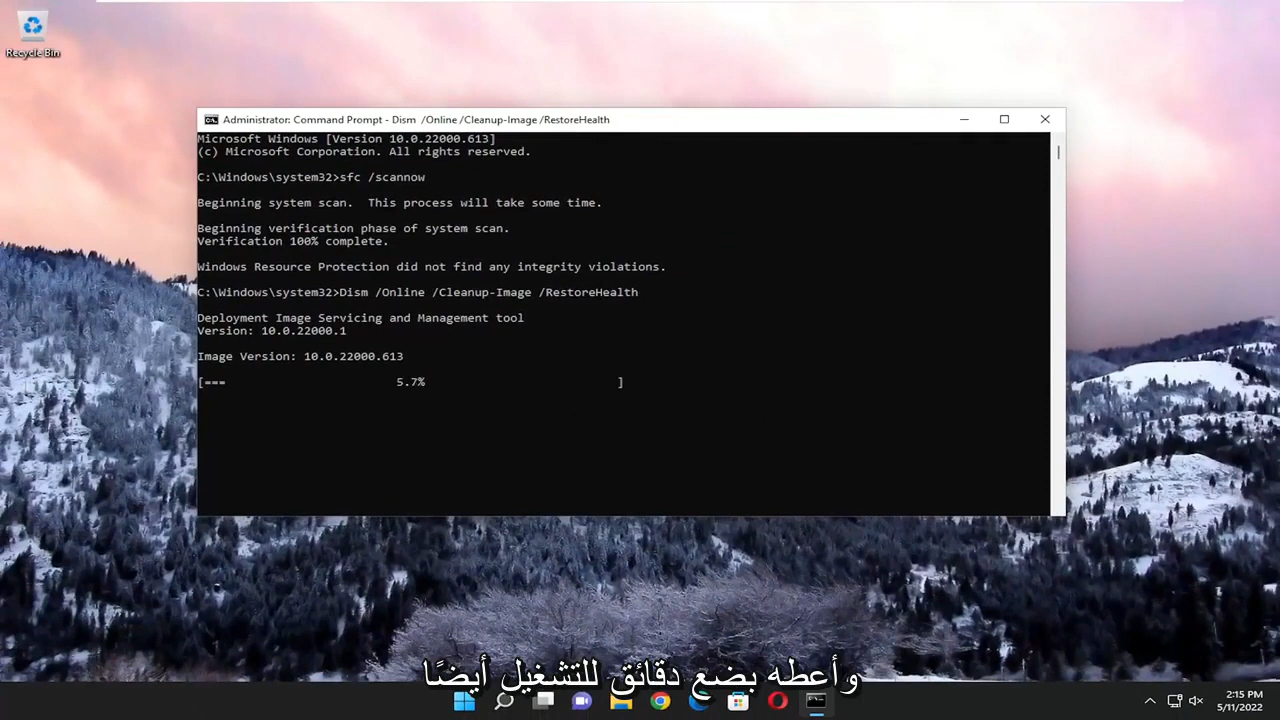 Recycle Bin
Administrator: Command Prompt - Dism  /Online /Cleanup-Image /RestoreHealth
Microsoft Windows [Version 10.0.22000.613]
(c) Microsoft Corporation. All rights reserved.
C:\Windows\system32>sfc /scannow
Beginning system scan.  This process will take some time.
Beginning verification phase of system scan.
Verification 100% complete.
Windows Resource Protection did not find any integrity violations.
C:\Windows\system32>Dism /Online /Cleanup-Image /RestoreHealth
Deployment Image Servicing and Management tool
Version: 10.0.22000.1
Image Version: 10.0.22000.613
[===                         5.7%                           ]
وأعطه بضع دقائق للتشغيل أيضًا
2:15 PM
5/11/2022